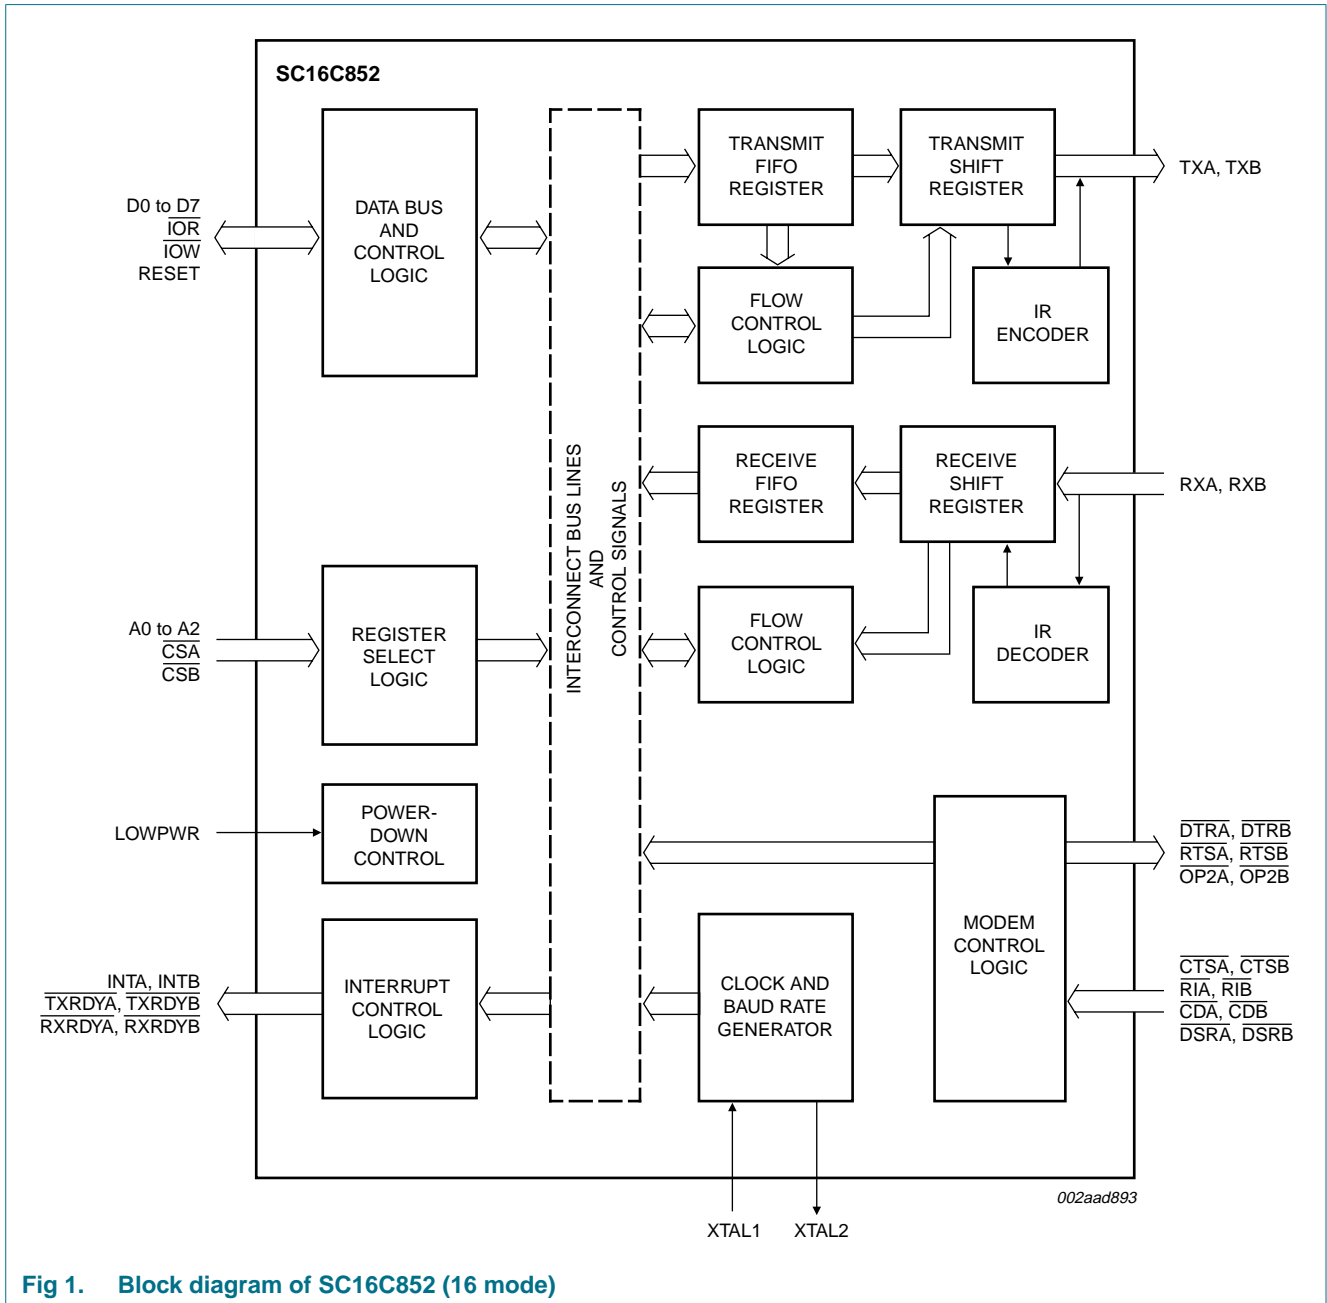 SC16C852
DATA BUS
AND
CONTROL
LOGIC
D0 to D7
IOR
IOW
RESET
TRANSMIT
FIFO
REGISTER
TRANSMIT
SHIFT
REGISTER
TXA, TXB
FLOW
CONTROL
LOGIC
IR
ENCODER
INTERCONNECT BUS LINES
AND
CONTROL SIGNALS
RECEIVE
FIFO
REGISTER
RECEIVE
SHIFT
REGISTER
RXA, RXB
A0 to A2
CSA
CSB
REGISTER
SELECT
LOGIC
FLOW
CONTROL
LOGIC
IR
DECODER
LOWPWR
POWER-
DOWN
CONTROL
DTRA, DTRB
RTSA, RTSB
OP2A, OP2B
MODEM
CONTROL
LOGIC
INTA, INTB
TXRDYA, TXRDYB
RXRDYA, RXRDYB
INTERRUPT
CONTROL
LOGIC
CLOCK AND
BAUD RATE
GENERATOR
CTSA, CTSB
RIA, RIB
CDA, CDB
DSRA, DSRB
002aad893
XTAL1
XTAL2
Fig 1. Block diagram of SC16C852 (16 mode)